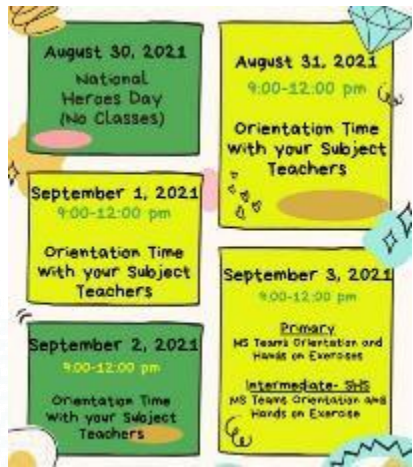 August 30, 2021
National
Heroes Day
(No Classes)
August 31, 2021
9:00-12:00 pm
Orientation Time
with your Subject
Teachers
September 1, 2021
9:00-12:00 pm
Orientation Time
with your Subject
Teachers
September 2, 2021
9:00-12:00 pm
Orientation Time
with your Subject
Teachers
September 3, 2021
9:00-12:00 pm
Primary
MS Teams Orientation and
Hands on Exercises
Intermediate- SHS
MS Teams Orientation and
Hands on Exercise